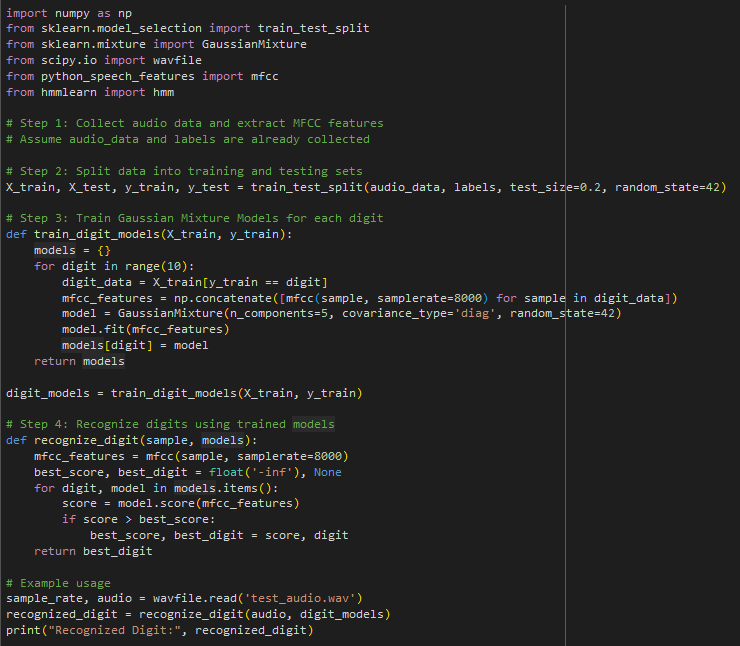 import numpy as np
from sklearn.model_selection import train_test_split
from sklearn.mixture import GaussianMixture
from scipy.io import wavfile
from python_speech_features import mfcc
from hmmlearn import hmm

# Step 1: Collect audio data and extract MFCC features
# Assume audio_data and labels are already collected

# Step 2: Split data into training and testing sets
X_train, X_test, y_train, y_test = train_test_split(audio_data, labels, test_size=0.2, random_state=42)

# Step 3: Train Gaussian Mixture Models for each digit
def train_digit_models(X_train, y_train):
    models = {}
    for digit in range(10):
        digit_data = X_train[y_train == digit]
        mfcc_features = np.concatenate([mfcc(sample, samplerate=8000) for sample in digit_data])
        model = GaussianMixture(n_components=5, covariance_type='diag', random_state=42)
        model.fit(mfcc_features)
        models[digit] = model
    return models

digit_models = train_digit_models(X_train, y_train)

# Step 4: Recognize digits using trained models
def recognize_digit(sample, models):
    mfcc_features = mfcc(sample, samplerate=8000)
    best_score, best_digit = float('-inf'), None
    for digit, model in models.items():
        score = model.score(mfcc_features)
        if score > best_score:
            best_score, best_digit = score, digit
    return best_digit

# Example usage
sample_rate, audio = wavfile.read('test_audio.wav')
recognized_digit = recognize_digit(audio, digit_models)
print("Recognized Digit:", recognized_digit)